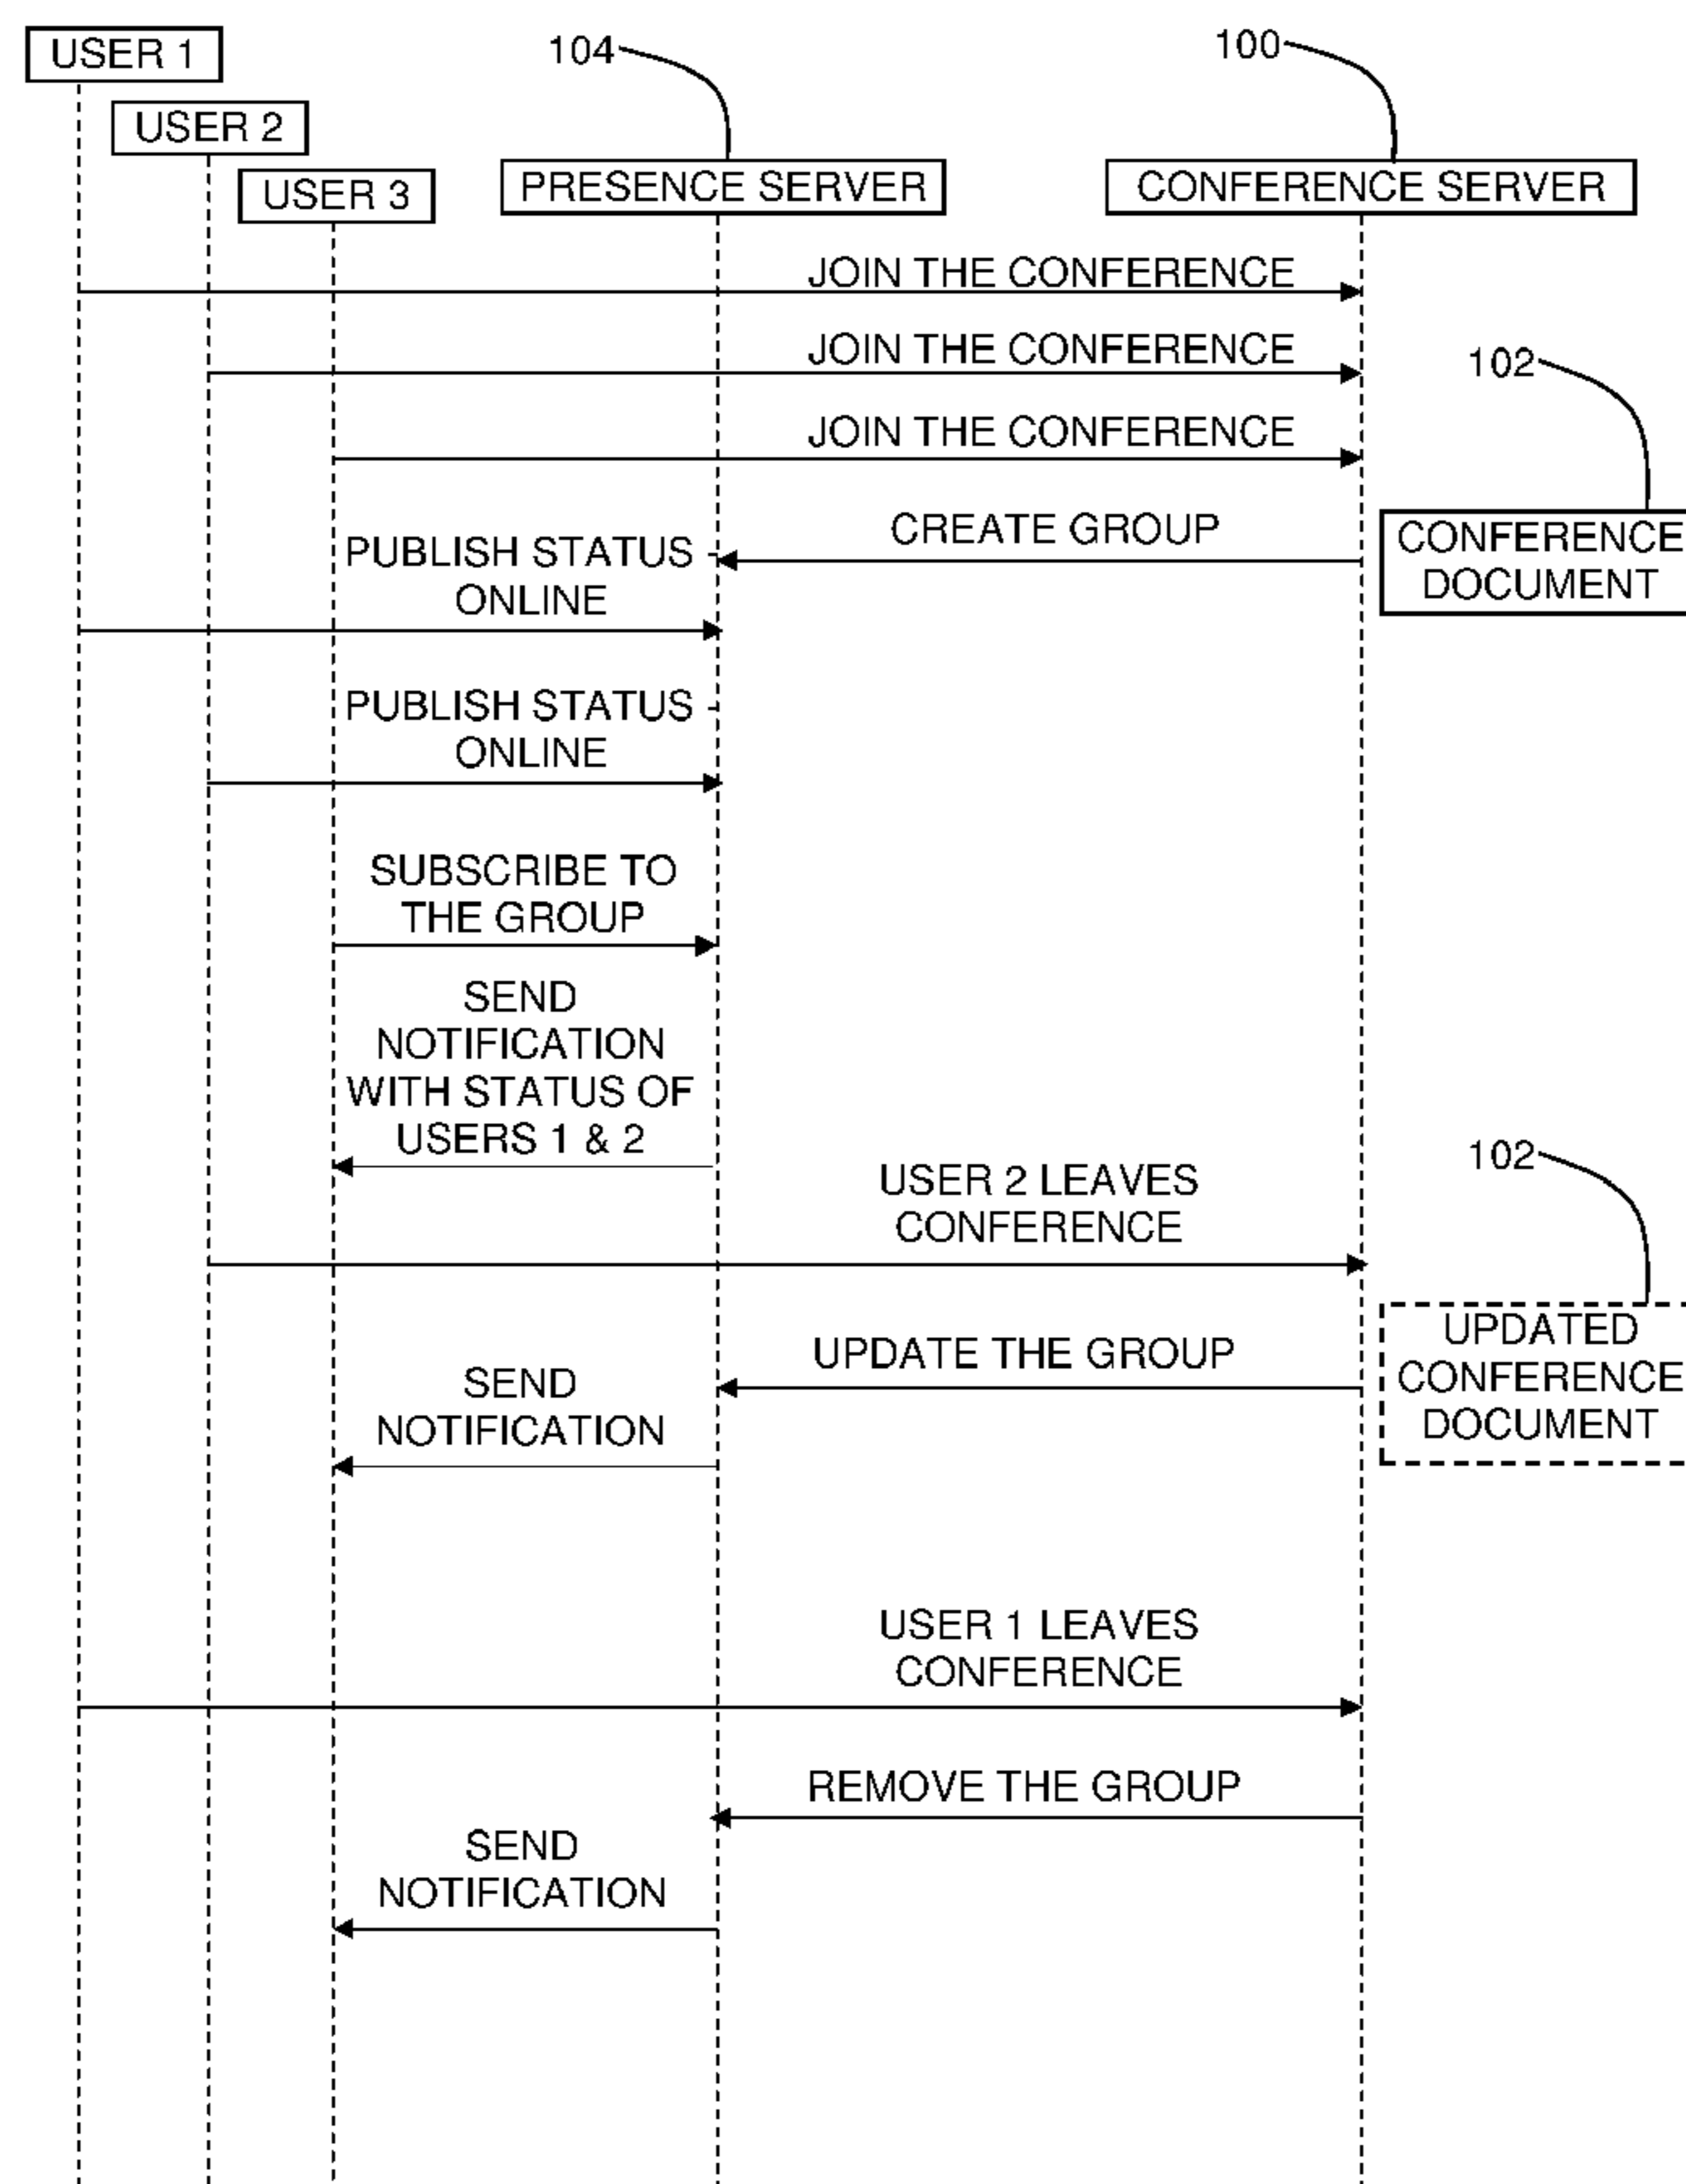 USER 1
104
100
USER 2
USER 3
PRESENCE SERVER
CONFERENCE SERVER
JOIN THE CONFERENCE
JOIN THE CONFERENCE
102
JOIN THE CONFERENCE
CREATE GROUP
CONFERENCE
DOCUMENT
PUBLISH STATUS -
ONLINE
PUBLISH STATUS -
ONLINE
SUBSCRIBE TO
THE GROUP
SEND
NOTIFICATION
WITH STATUS OF
USERS 1 & 2
102
USER 2 LEAVES
CONFERENCE
UPDATE THE GROUP
UPDATED
CONFERENCE
DOCUMENT
SEND
NOTIFICATION
USER 1 LEAVES
CONFERENCE
REMOVE THE GROUP
SEND
NOTIFICATION